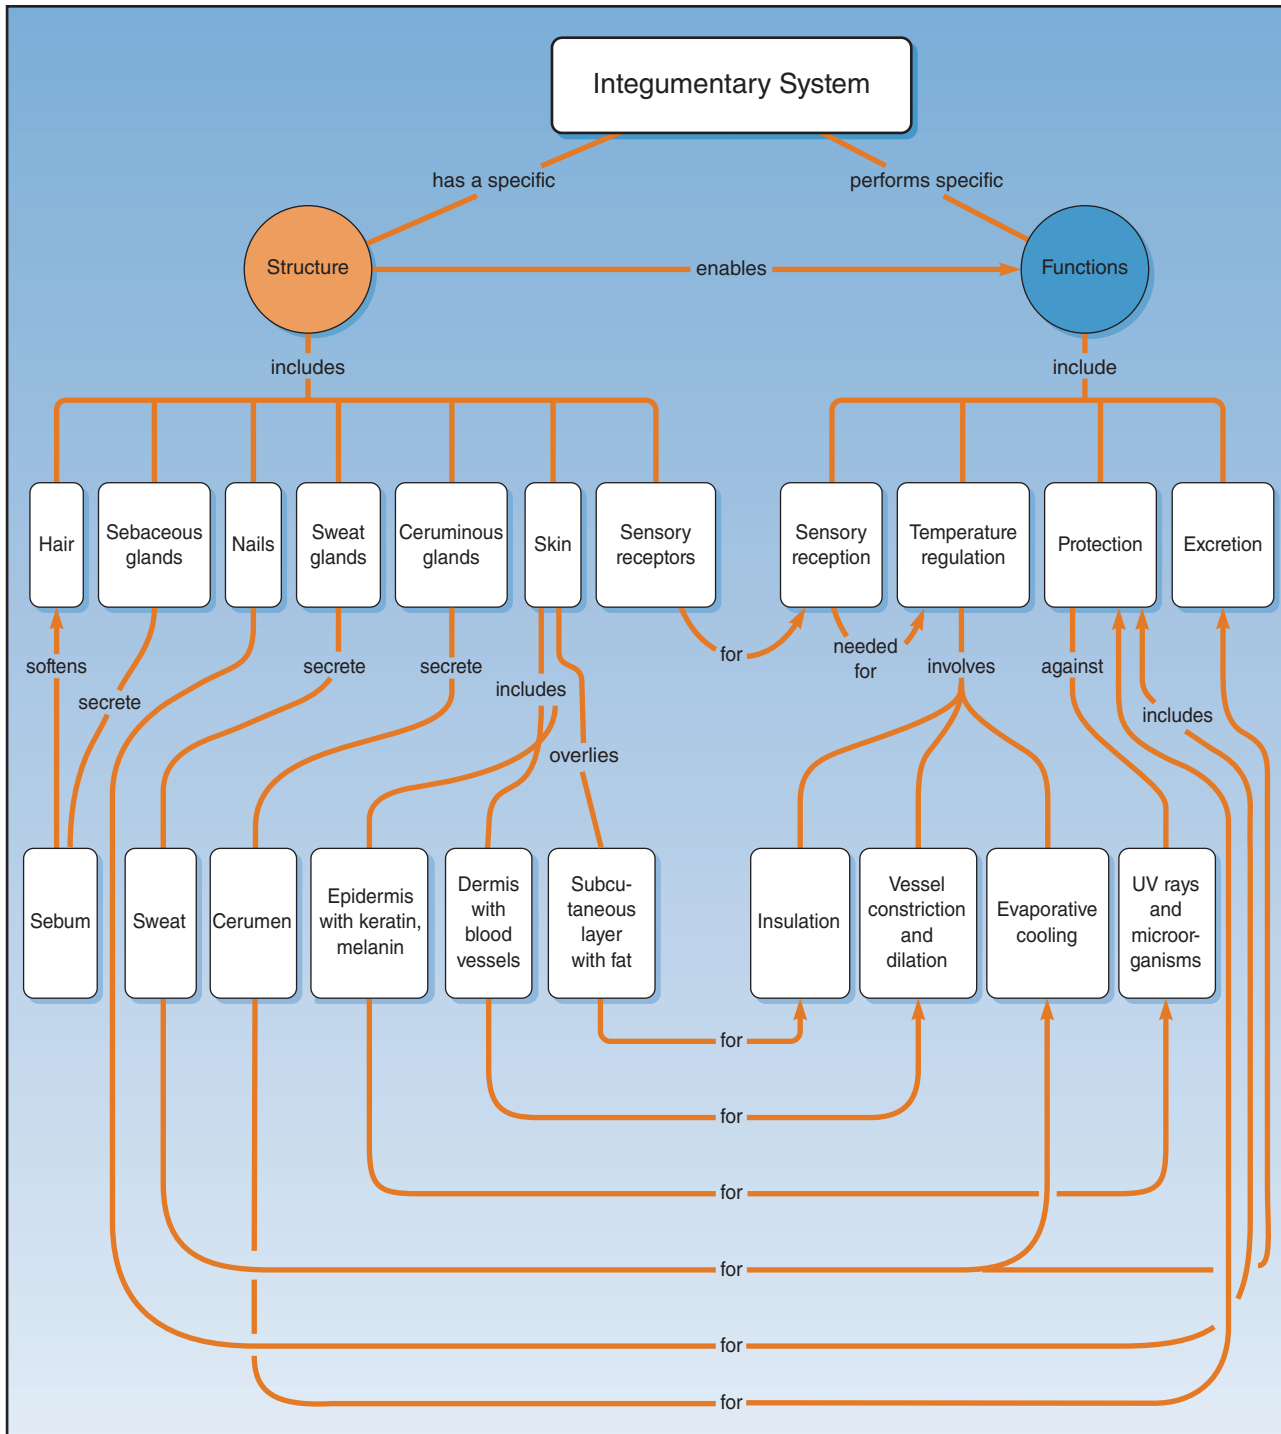 Integumentary System
has a specific
performs specific
Structure
enables
Functions
includes
include
Hair
Sebaceous
glands
Nails
Sweat
glands
Ceruminous
glands
Skin
Sensory
receptors
Sensory
reception
Temperature
regulation
Protection
Excretion
softens
secrete
secrete
secrete
includes
overlies
for
needed
for
involves
against
includes
Sebum
Sweat
Cerumen
Epidermis
with keratin,
melanin
Dermis
with
blood
vessels
Subcu-
taneous
layer
with fat
Insulation
Vessel
constriction
and
dilation
Evaporative
cooling
UV rays
and
microor-
ganisms
for
for
for
for
for
for